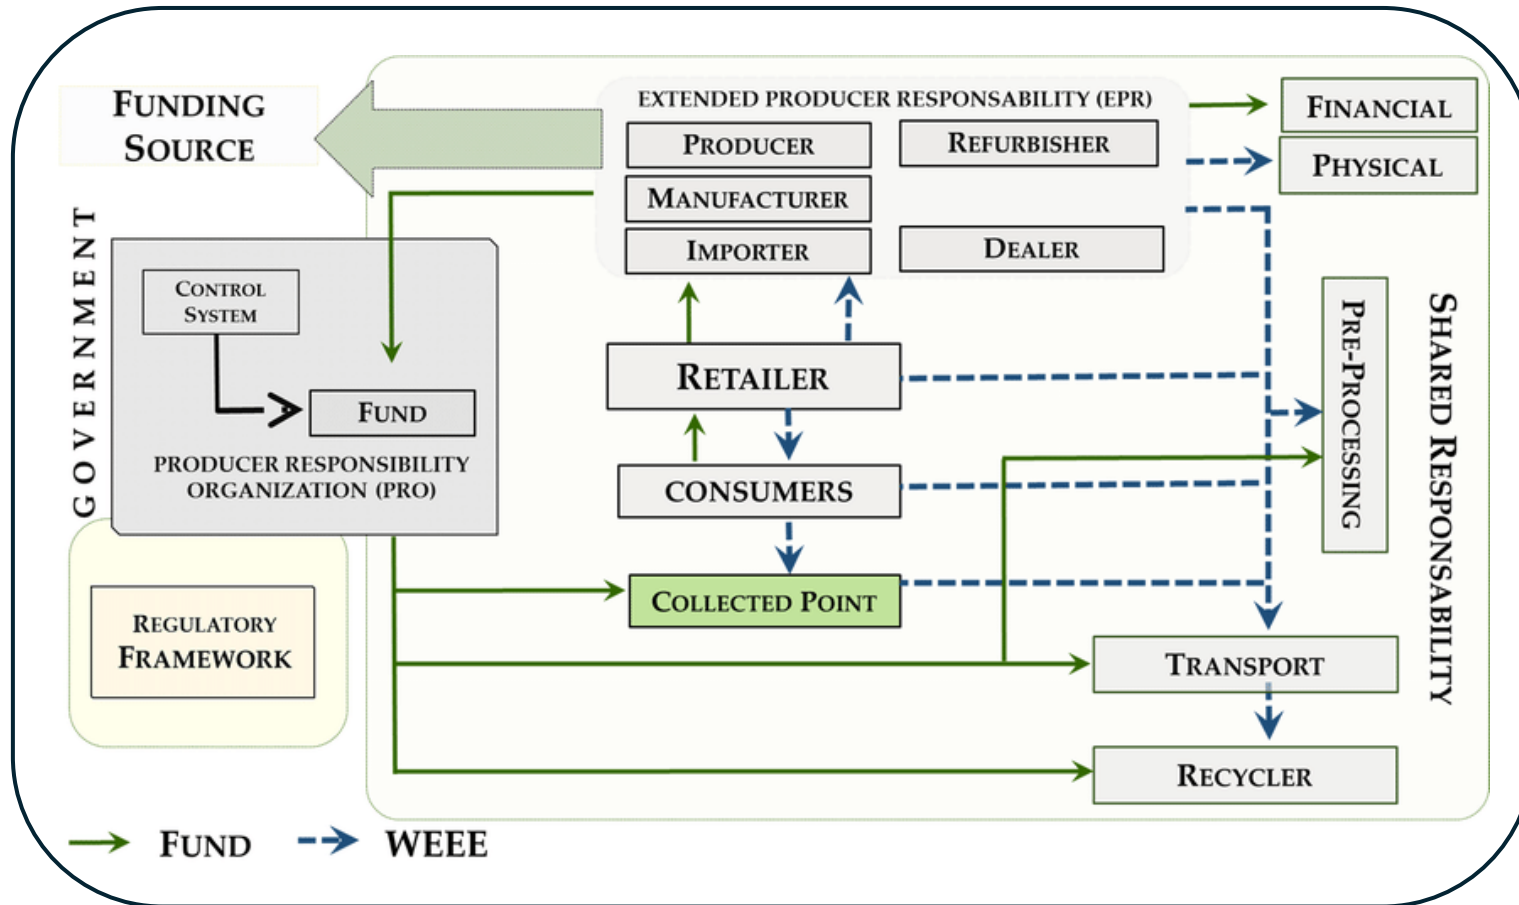 FUNDING
SOURCE
EXTENDED PRODUCER RESPONSABILITY (EPR)
PRODUCER
REFURBISHER
MANUFACTURER
IMPORTER
DEALER
FINANCIAL
PHYSICAL
GOVERNMENT
CONTROL
SYSTEM
FUND
PRODUCER RESPONSIBILITY
ORGANIZATION (PRO)
RETAILER
CONSUMERS
COLLECTED POINT
PRE-PROCESSING
SHARED RESPONSABILITY
REGULATORY
FRAMEWORK
TRANSPORT
RECYCLER
FUND
WEEE